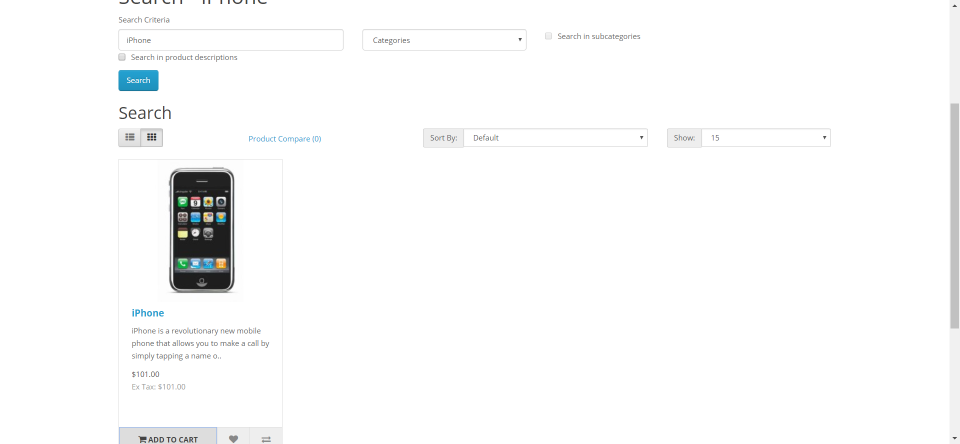 Search - iPhone
Search Criteria
iPhone
Categories
Search in subcategories
Search in product descriptions
Search
Search
Product Compare (0)
Sort By: Default
Show: 15
iPhone
iPhone is a revolutionary new mobile
phone that allows you to make a call by
simply tapping a name o..
$101.00
Ex Tax: $101.00
ADD TO CART